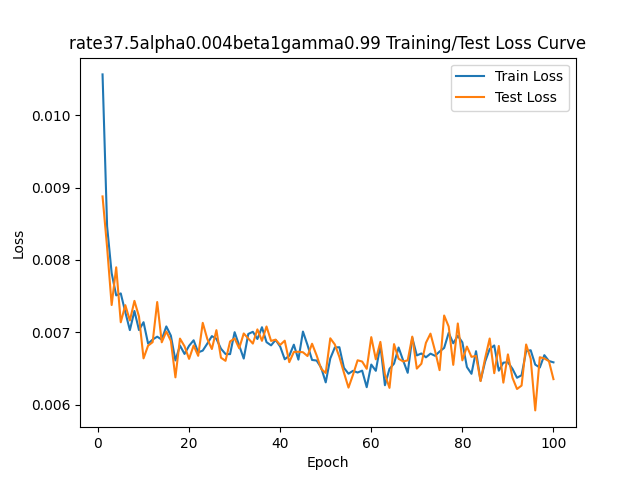 rate37.5alpha0.004beta1gamma0.99 Training/Test Loss Curve
Train Loss
Test Loss
0.010
0.009
0.008
0.007
0.006
Loss
0
20
40
60
80
100
Epoch